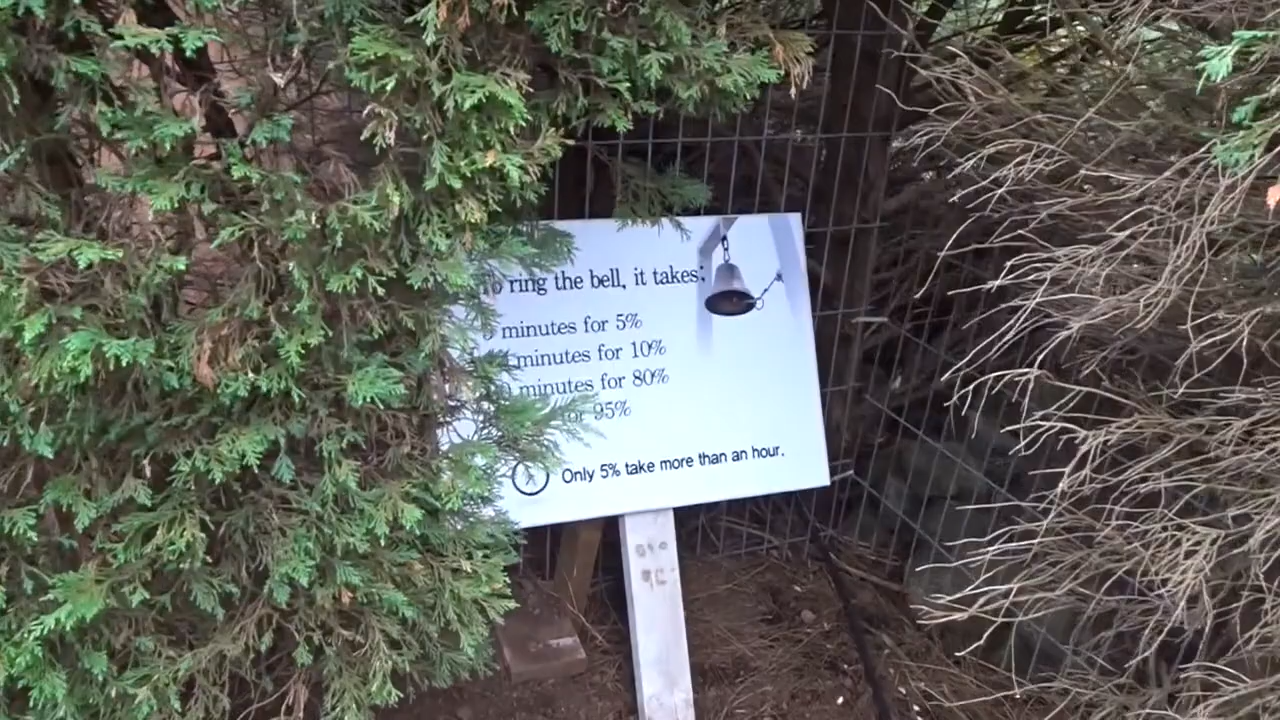 ring the bell, it takes:
minutes for 5%
minutes for 10%
minutes for 80%
for 95%
Only 5% take more than an hour.